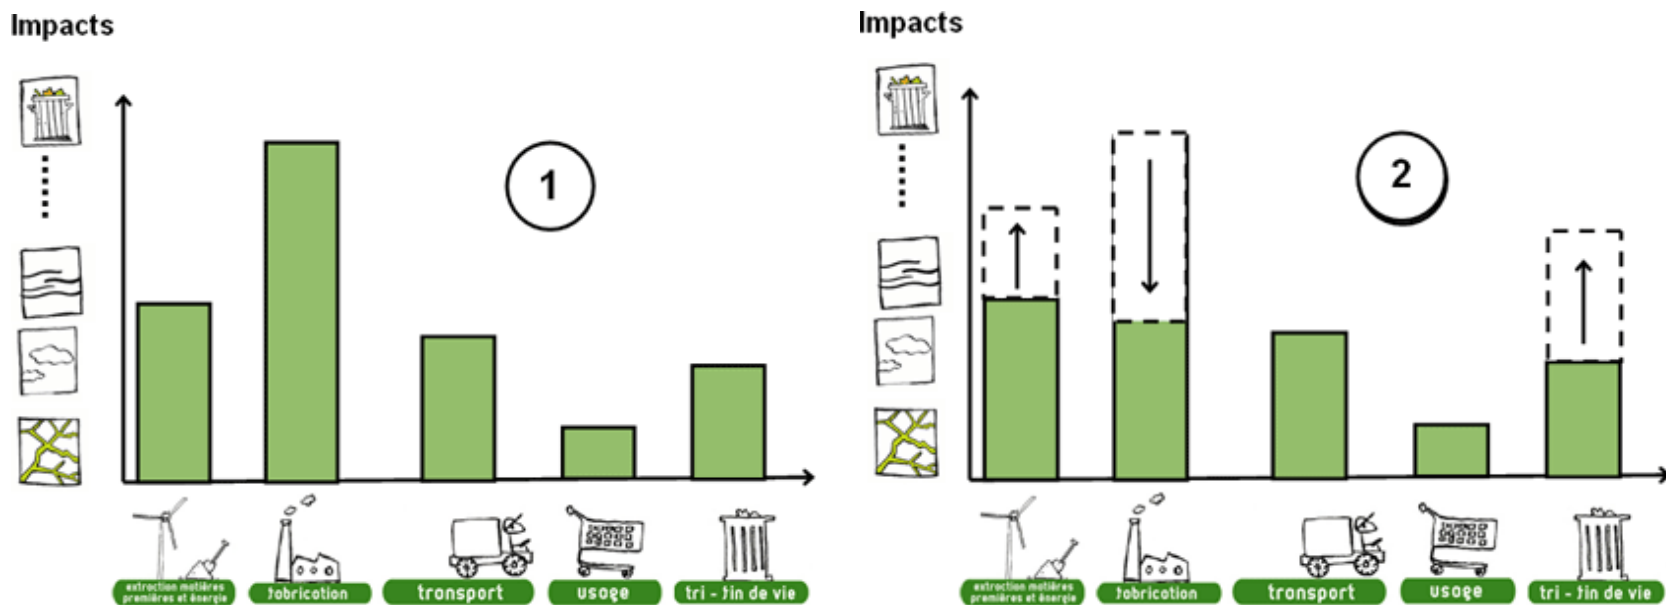 Impacts
1
extraction matières
premières et énergie
fabrication
transport
usage
tri - fin de vie
Impacts
2
extraction matières
premières et énergie
fabrication
transport
usage
tri - fin de vie